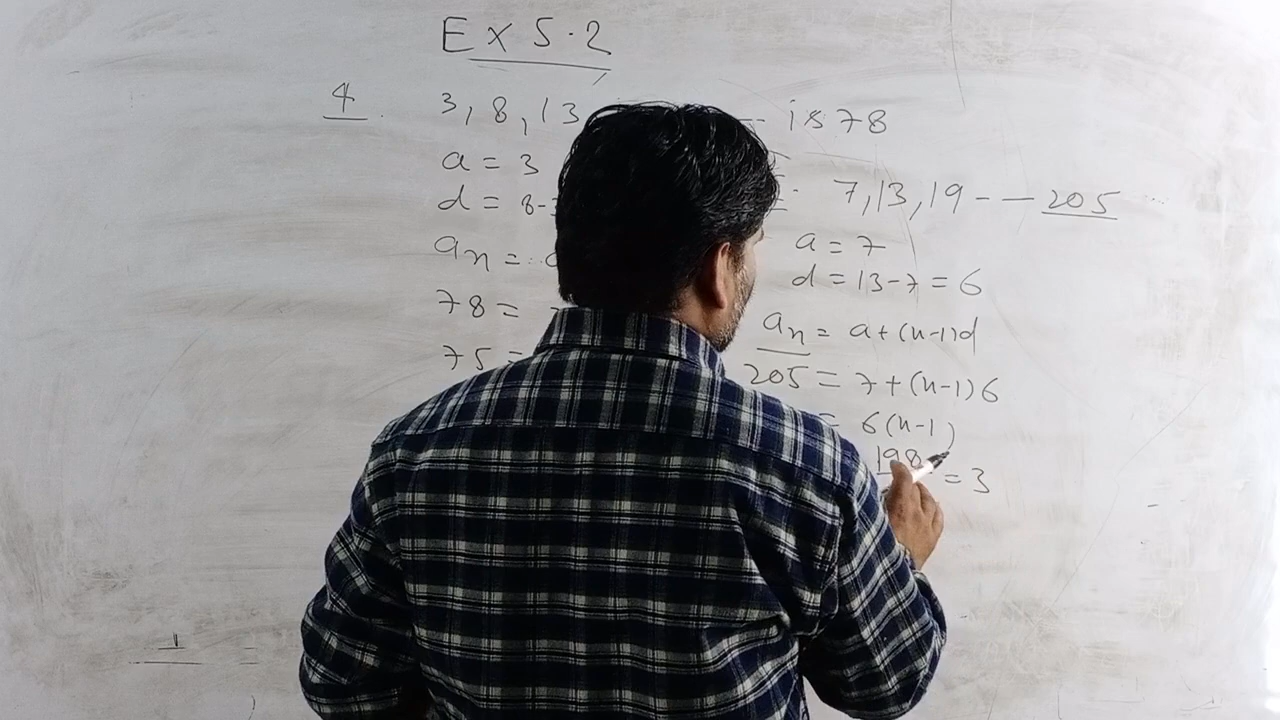 Ex 5.2
4. 3, 8, 13 -- is 78
a = 3
d = 8-
an =
78 =
75 =
7, 13, 19 -- -- 205
a = 7
d = 13-7 = 6
an = a+(n-1)d
205 = 7+(n-1)6
= 6(n-1)
198 = 3